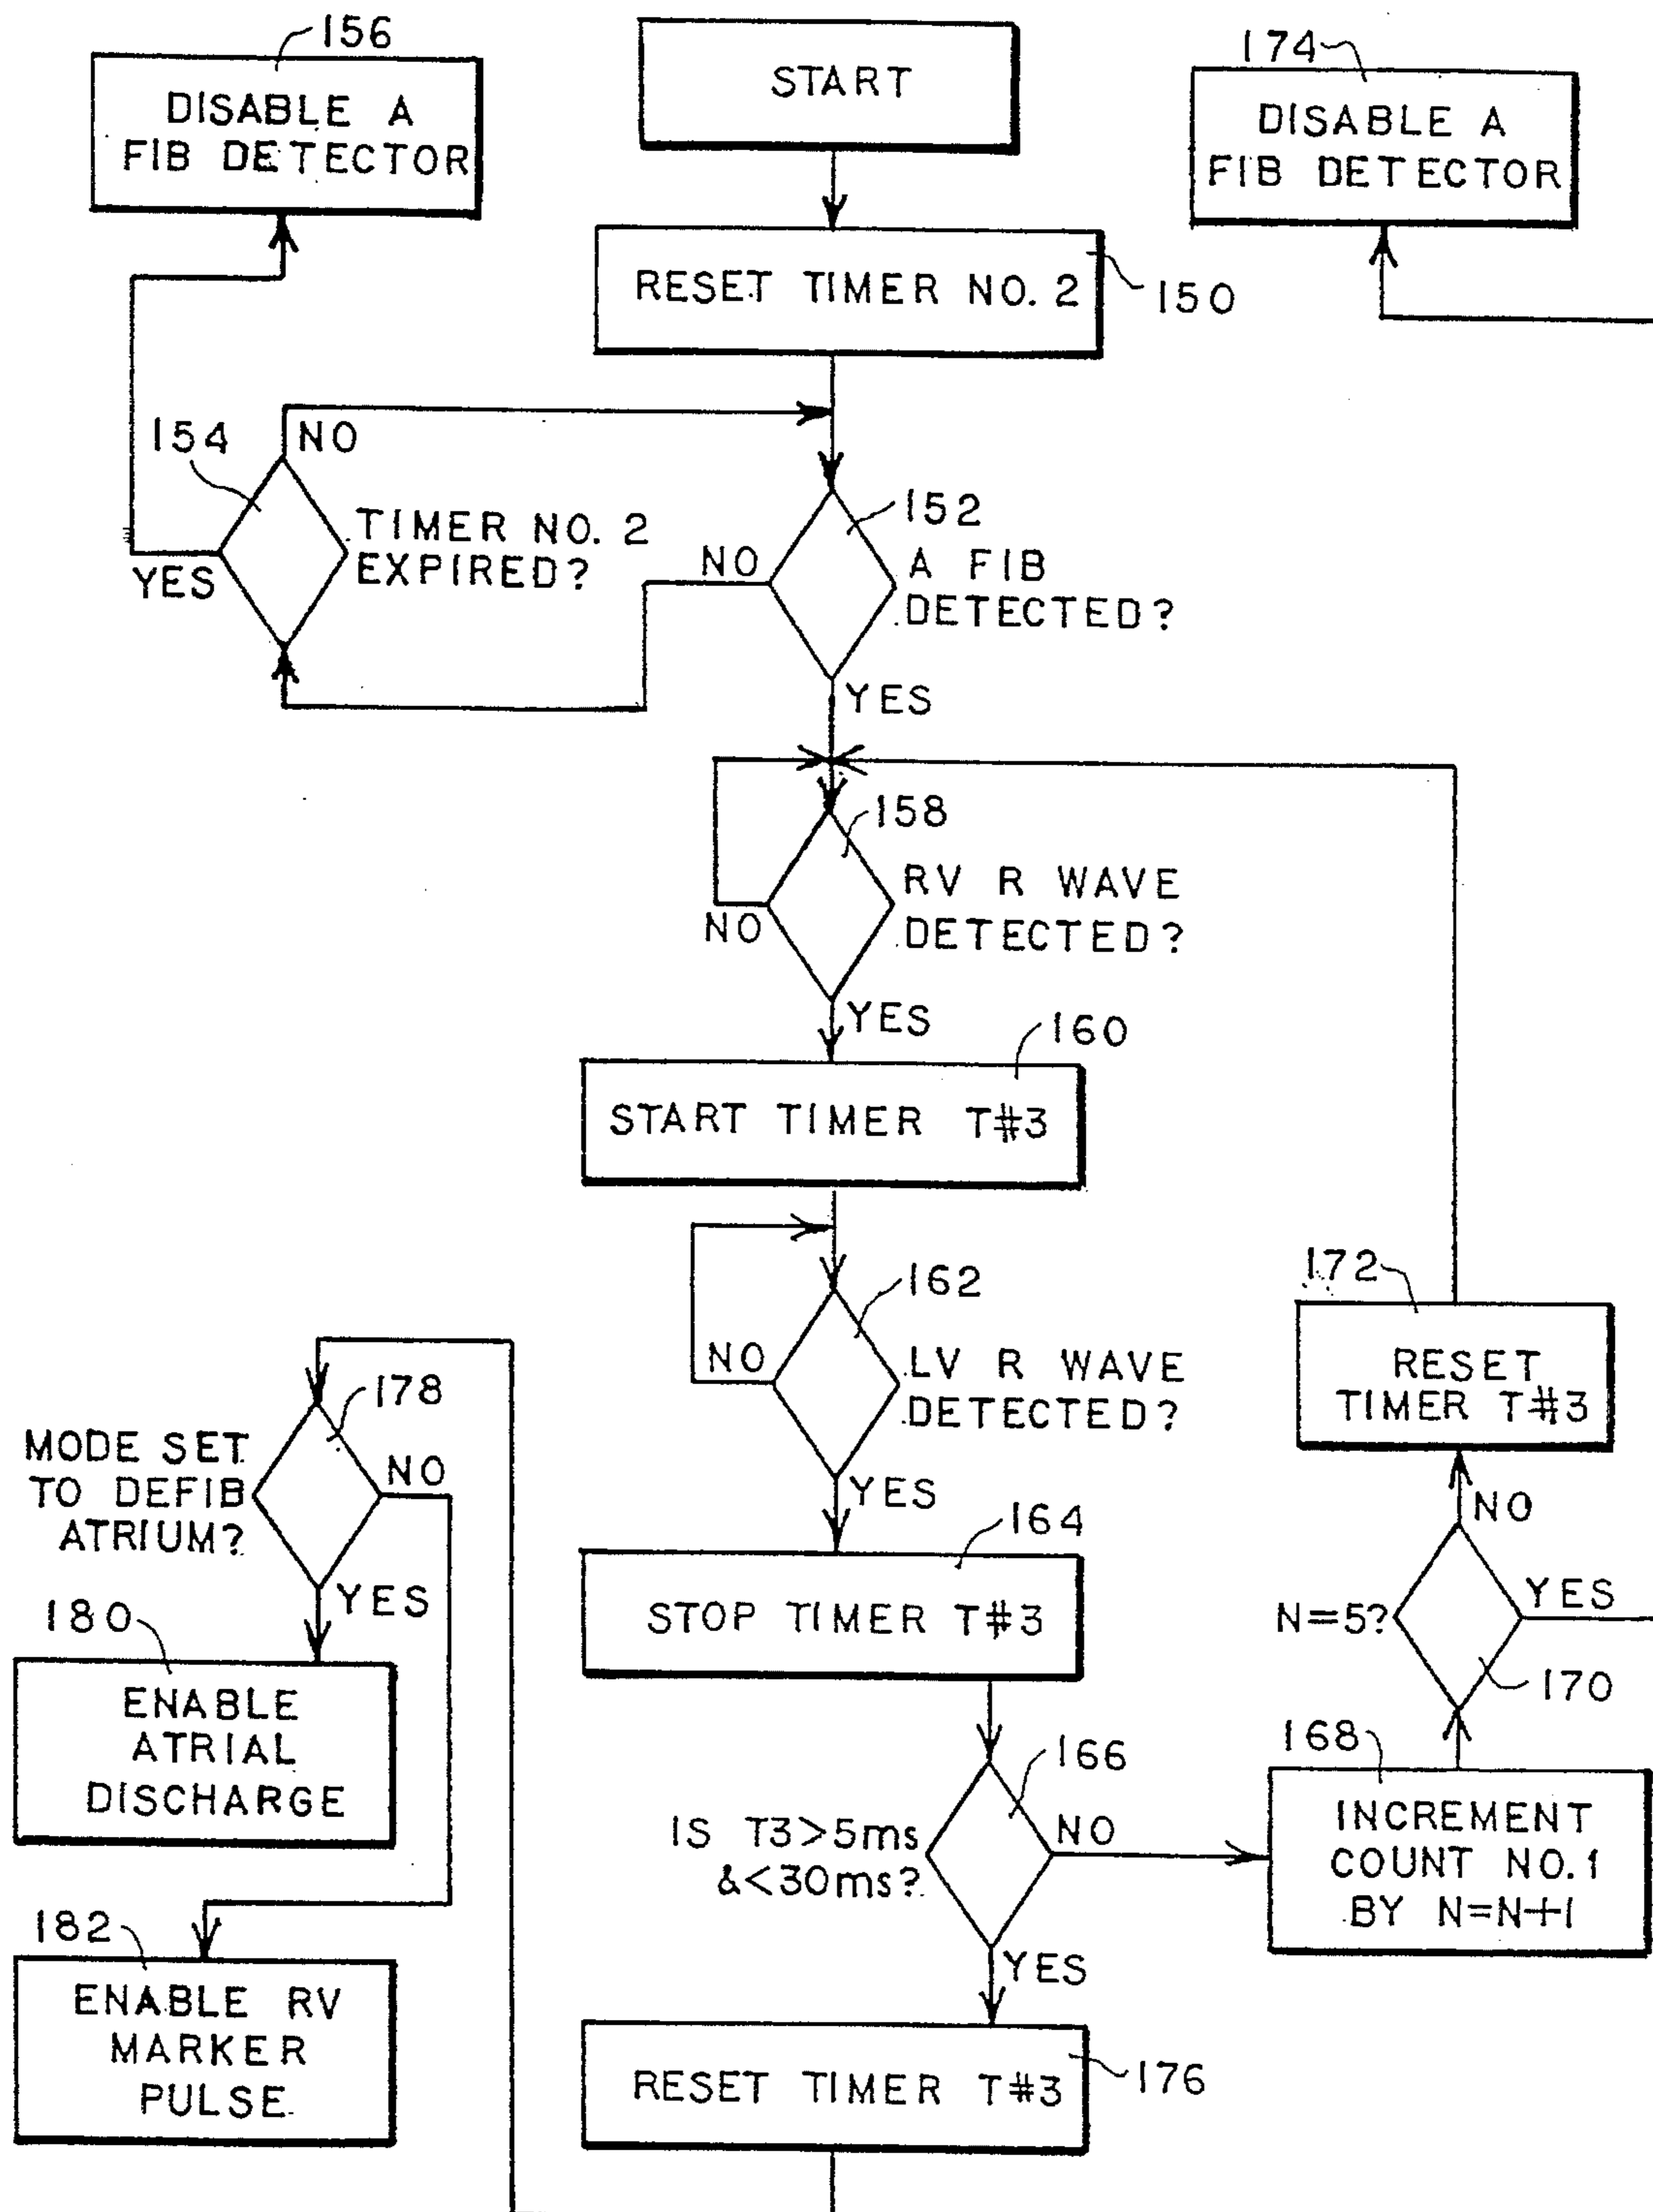 156
DISABLE A
FIB DETECTOR
START
174
DISABLE A
FIB DETECTOR
RESET TIMER NO. 2
150
154
NO
TIMER NO. 2
EXPIRED?
YES
152
NO
A FIB
DETECTED?
YES
158
RV R WAVE
DETECTED?
NO
YES
160
START TIMER T#3
162
NO
LV R WAVE
DETECTED?
YES
172
RESET
TIMER T#3
178
MODE SET
TO DEFIB
ATRIUM?
NO
YES
164
STOP TIMER T#3
NO
N=5?
YES
170
180
ENABLE
ATRIAL
DISCHARGE
166
IS T3>5ms
&<30ms?
NO
YES
168
INCREMENT
COUNT NO.1
BY N=N+1
182
ENABLE RV
MARKER
PULSE
RESET TIMER T#3
176